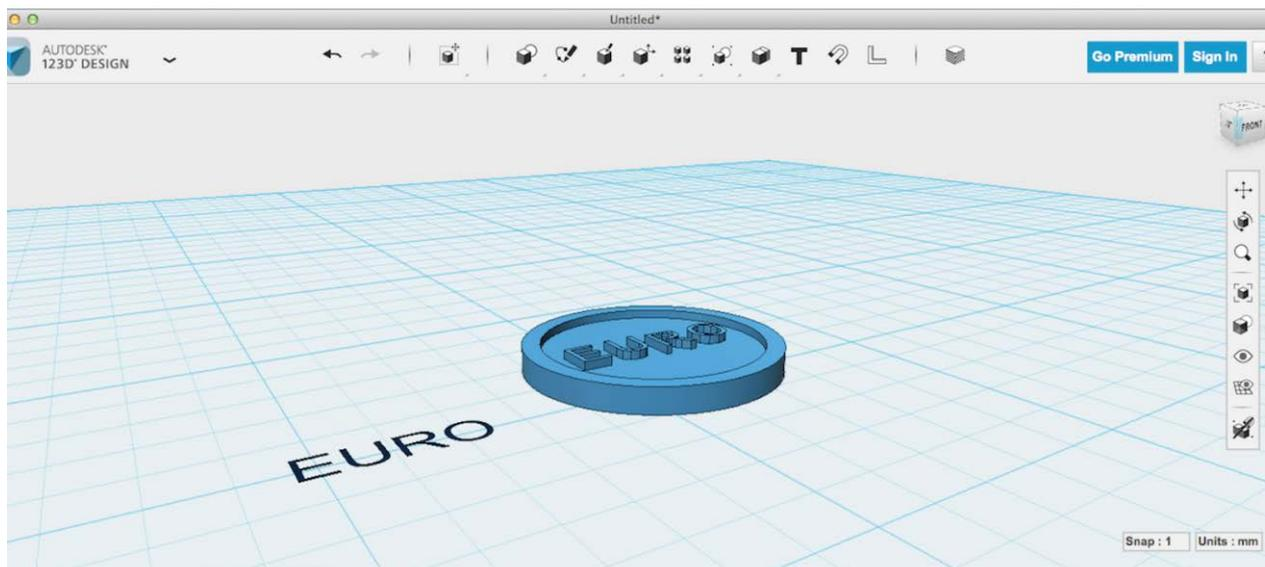 Untitled*
AUTODESK®
123D® DESIGN
Go Premium
Sign In
FRONT
EURO
EURO
Snap : 1
Units : mm